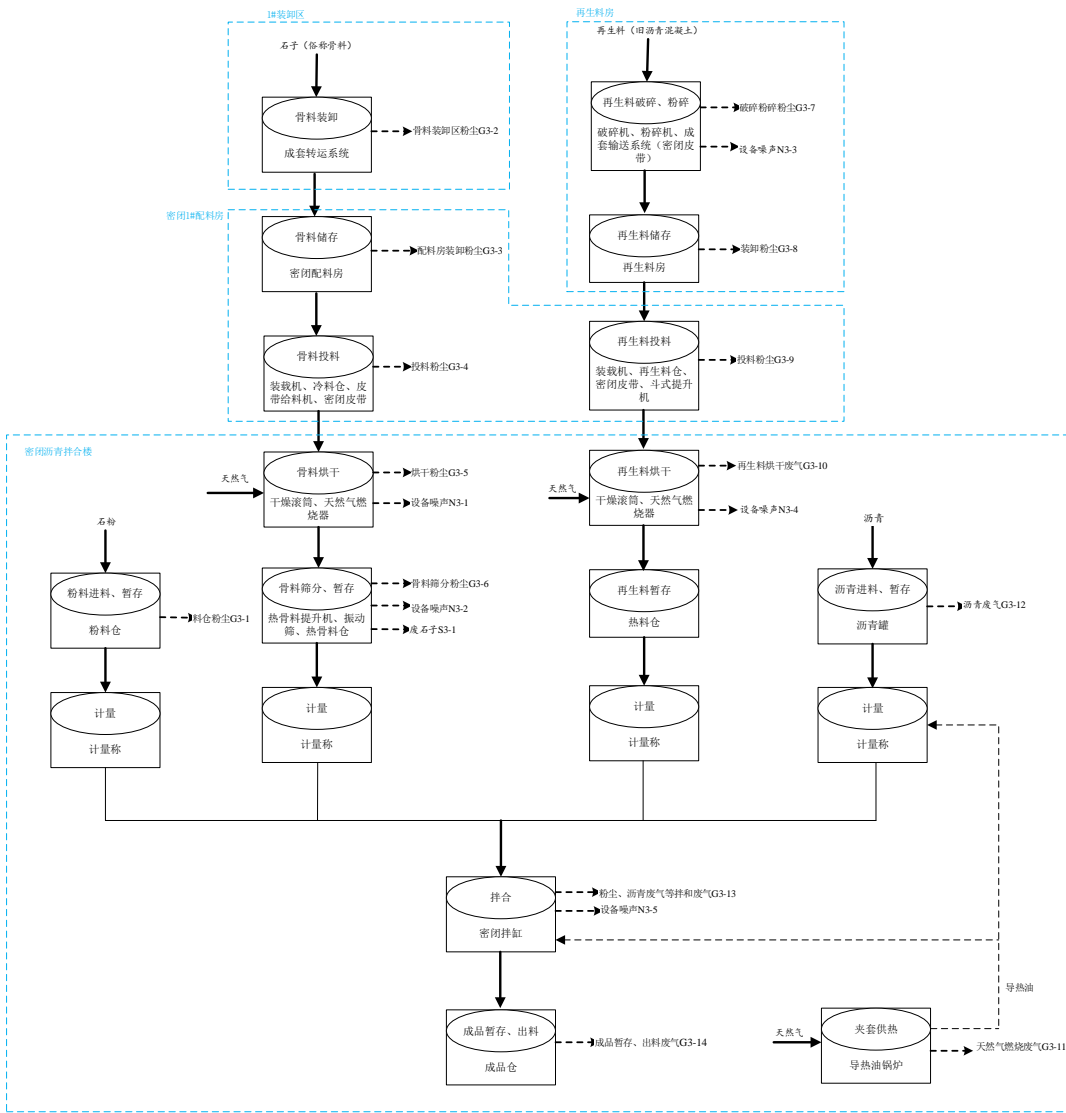 1#装卸区
再生料房
石子（俗称骨料）
再生料（旧沥青混凝土）
骨料装卸
成套转运系统
骨料装卸区粉尘G3-2
再生料破碎、粉碎
破碎机、粉碎机、成
套输送系统（密闭皮
带）
破碎粉碎粉尘G3-7
设备噪声N3-3
密闭1#配料房
骨料储存
密闭配料房
配料房装卸粉尘G3-3
再生料储存
再生料房
装卸粉尘G3-8
骨料投料
装载机、冷料仓、皮
带给料机、密闭皮带
投料粉尘G3-4
再生料投料
装载机、再生料仓、
密闭皮带、斗式提升
机
投料粉尘G3-9
密闭沥青拌合楼
天然气
骨料烘干
干燥滚筒、天然气燃
烧器
烘干粉尘G3-5
设备噪声N3-1
天然气
再生料烘干
干燥滚筒、天然气燃
烧器
再生料烘干废气G3-10
设备噪声N3-4
石粉
沥青
粉料进料、暂存
粉料仓
料仓粉尘G3-1
骨料筛分、暂存
热骨料提升机、振动
筛、热骨料仓
骨料筛分粉尘G3-6
设备噪声N3-2
废石子S3-1
再生料暂存
热料仓
沥青进料、暂存
沥青罐
沥青废气G3-12
计量
计量称
计量
计量称
计量
计量称
计量
计量称
拌合
密闭拌缸
粉尘、沥青废气等拌和废气G3-13
设备噪声N3-5
导热油
成品暂存、出料
成品仓
成品暂存、出料废气G3-14
天然气
夹套供热
导热油锅炉
天然气燃烧废气G3-11